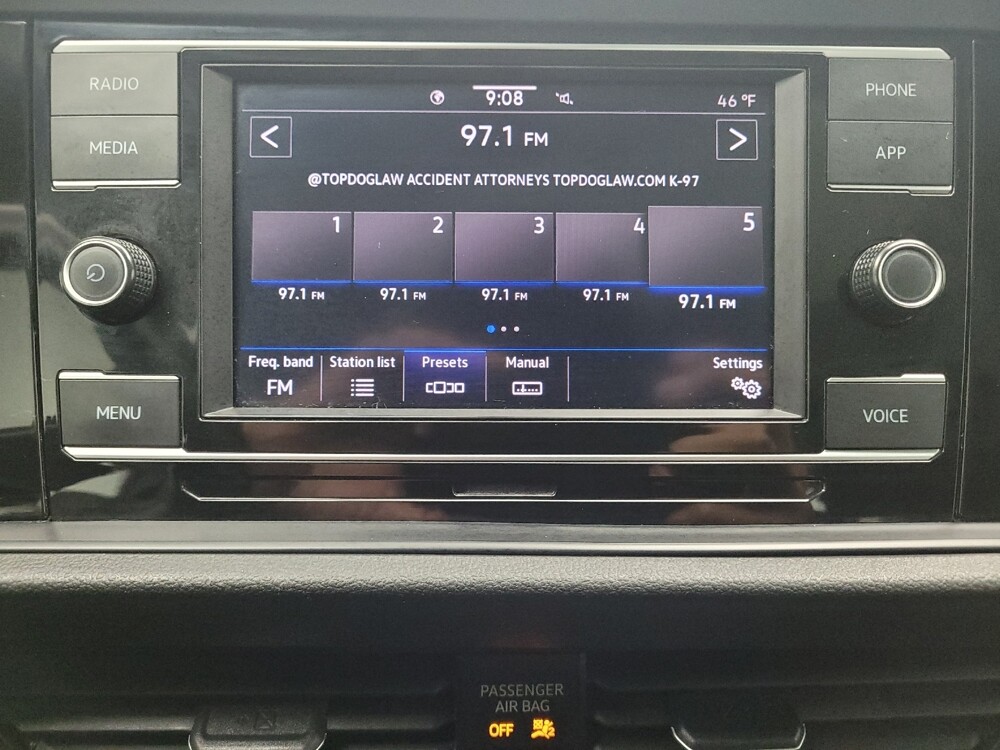 RADIO
MEDIA
PHONE
APP
9:08
46 °F
<
97.1 FM
>
@TOPDOGLAW ACCIDENT ATTORNEYS TOPDOGLAW.COM K-97
1 2 3 4 5
97.1 FM 97.1 FM 97.1 FM 97.1 FM 97.1 FM
Freq. band Station list Presets Manual Settings
FM
MENU
VOICE
PASSENGER
AIR BAG
OFF